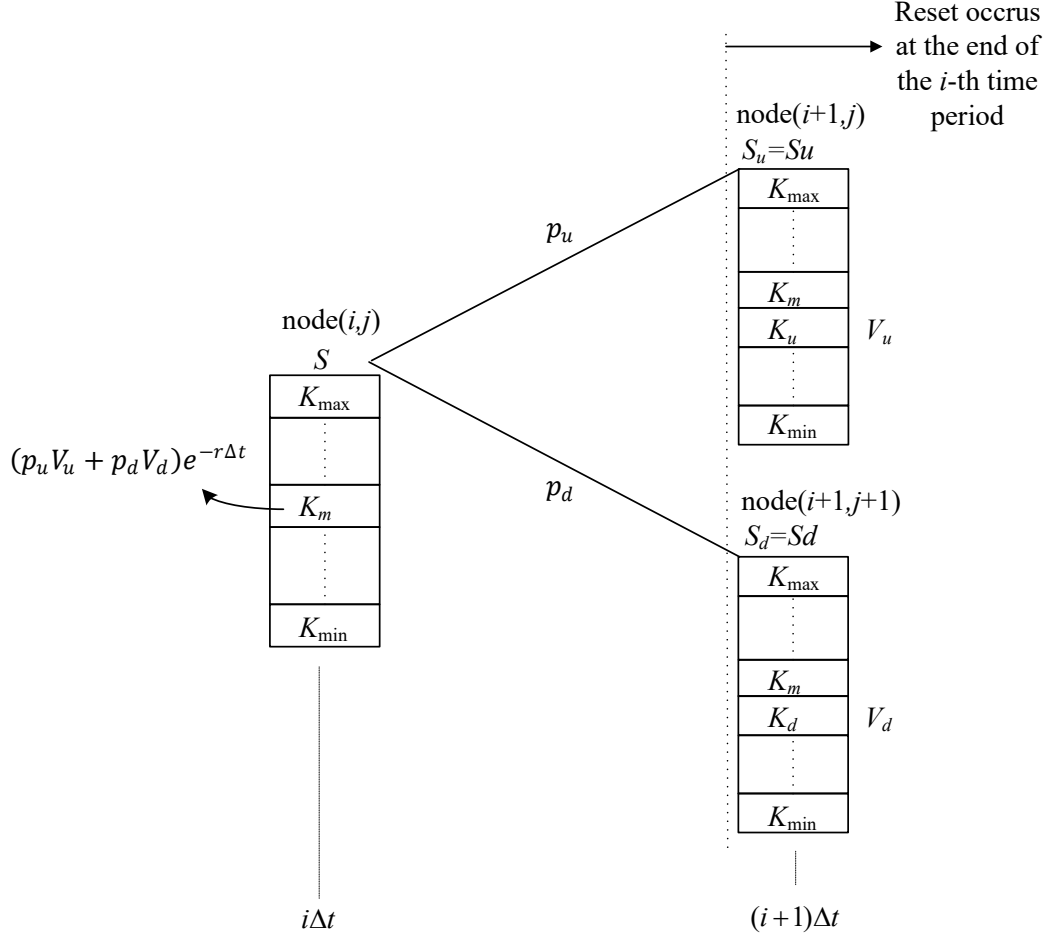 Reset occrus
at the end of
the i-th time
period
node(i+1,j)
S_u=Su
K_max
p_u
K_m
K_u V_u
K_min
node(i,j)
S
K_max
(p_u V_u + p_d V_d)e^{-rΔt}
K_m
K_min
p_d
node(i+1,j+1)
S_d=Sd
K_max
K_m
K_d V_d
K_min
iΔt
(i+1)Δt